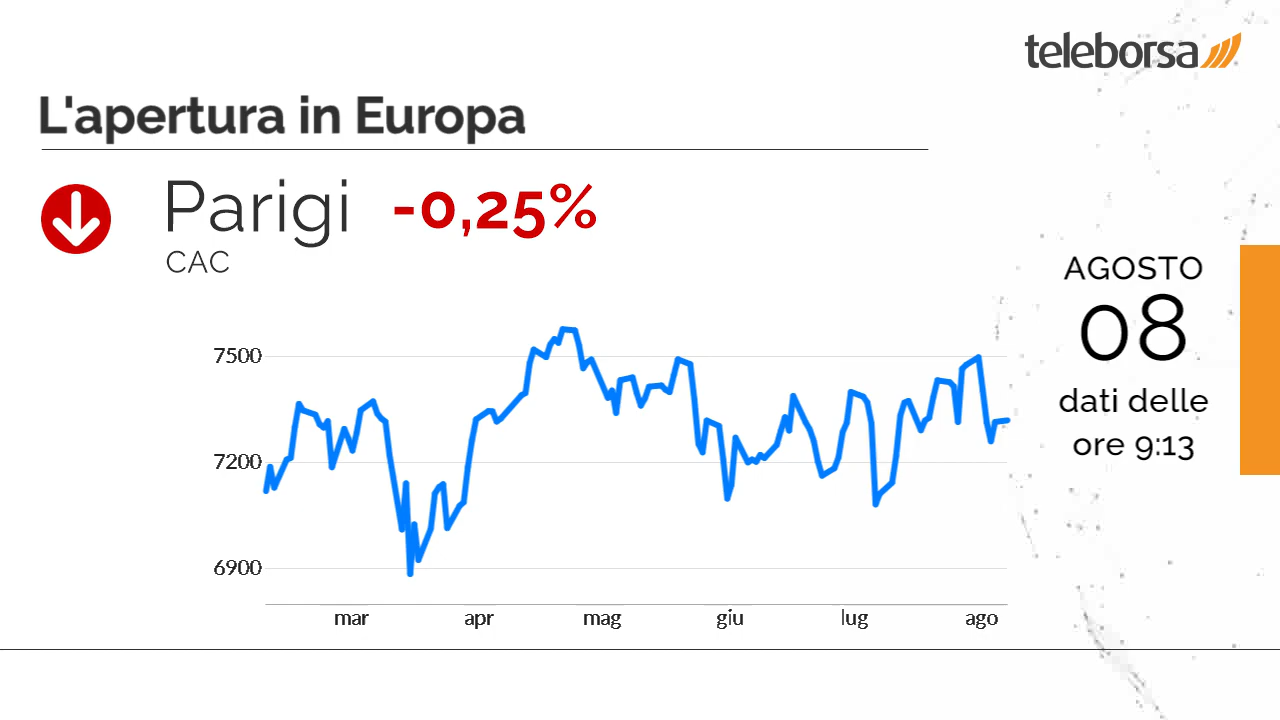 teleborsa
L'apertura in Europa
Parigi -0,25%
CAC
AGOSTO
08
dati delle
ore 9:13
7500
7200
6900
mar apr mag giu lug ago